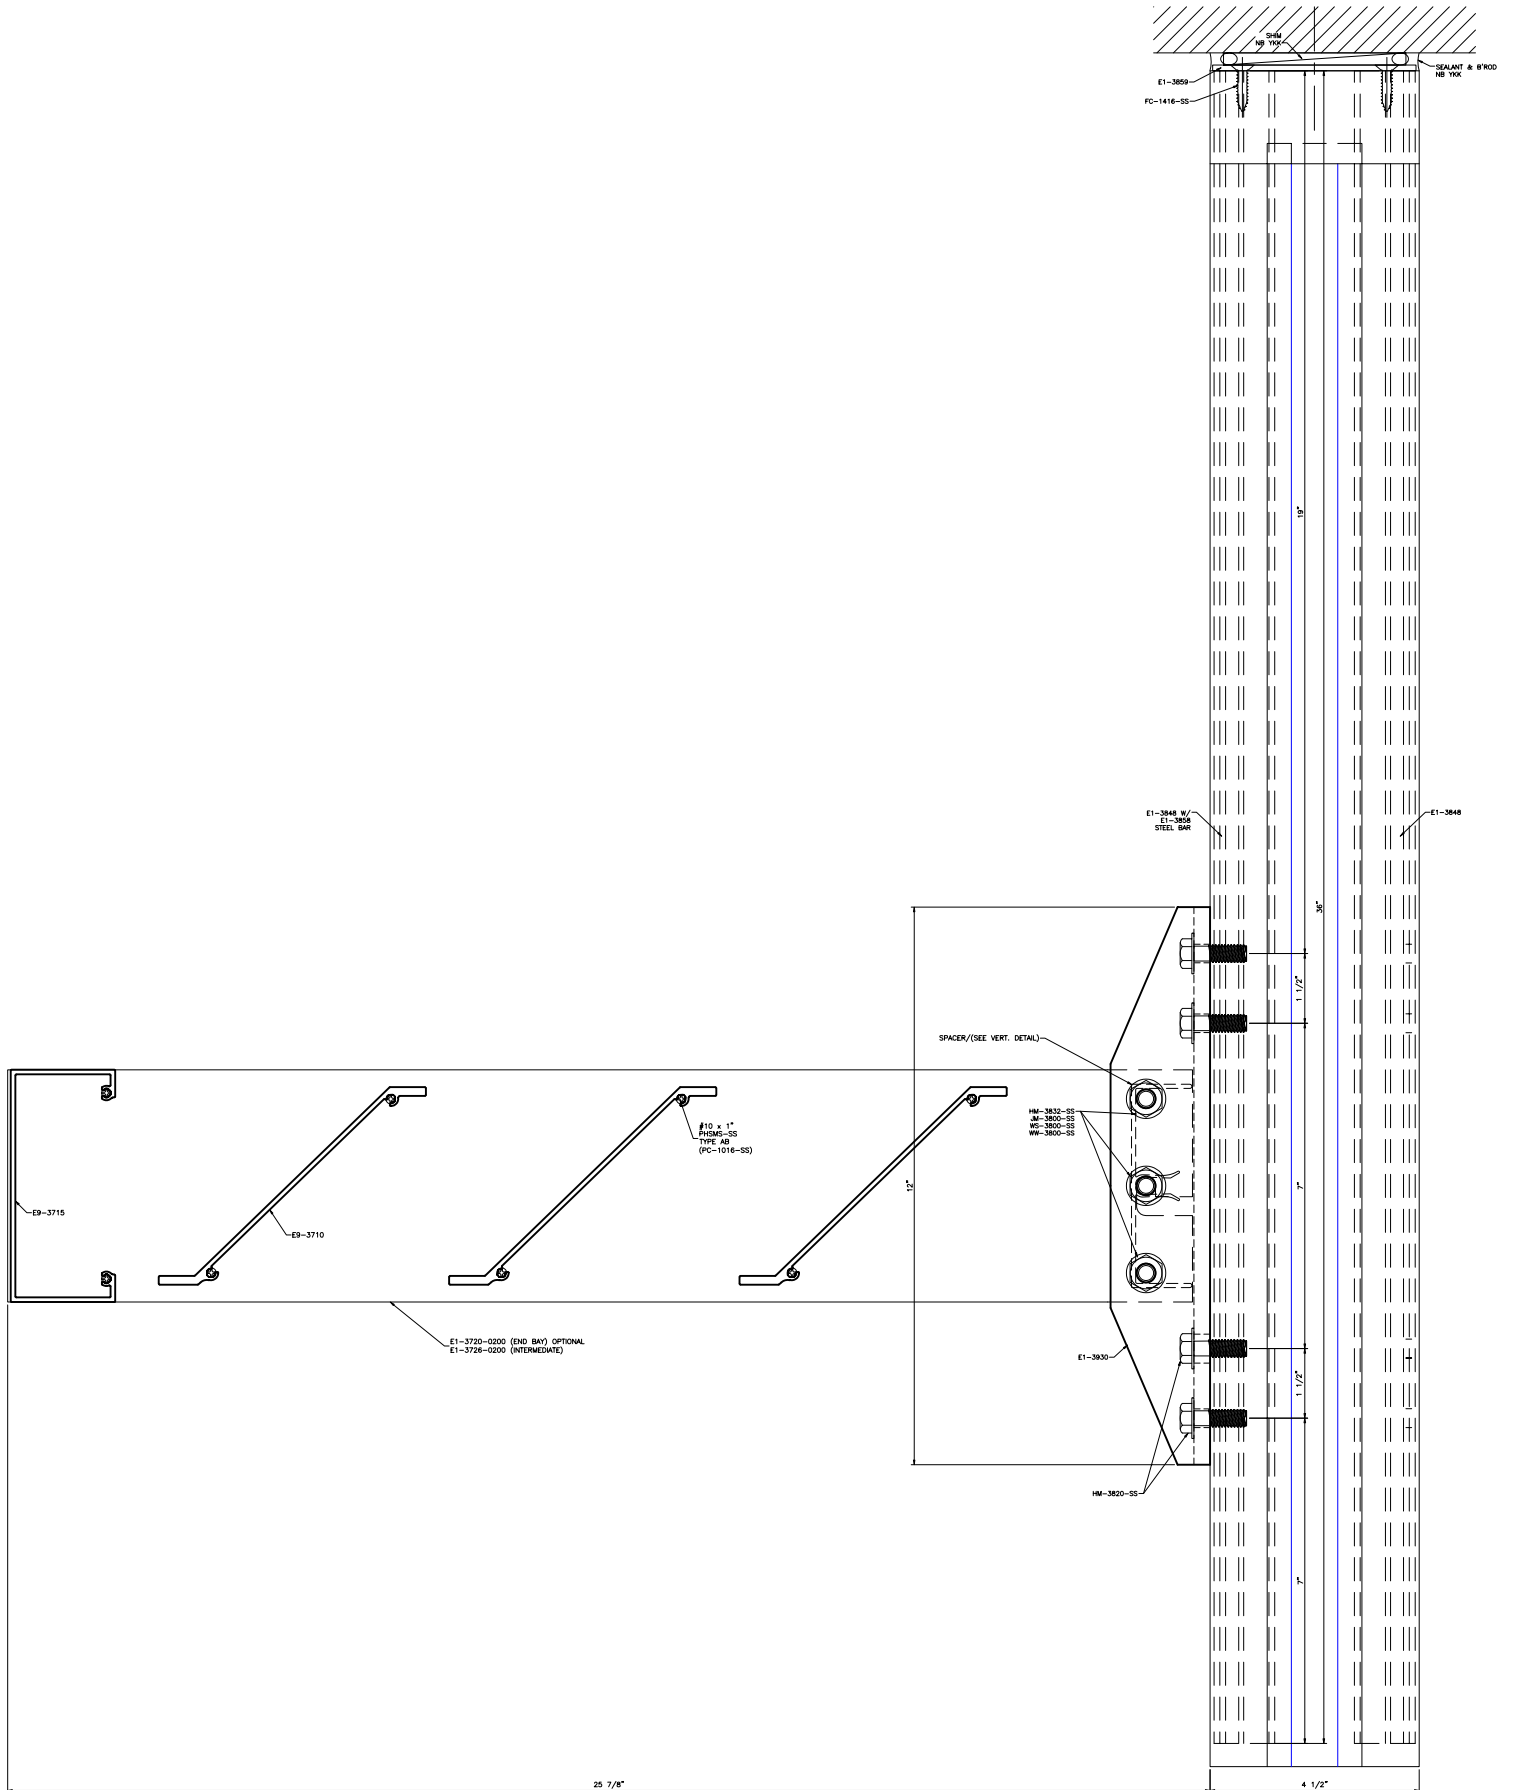 SHIM
NB YKK
SEALANT & B'ROD
NB YKK
E1-3859
FC-1416-SS
19"
E1-3848 W/
E1-3858
STEEL BAR
E1-3848
36"
1 1/2"
SPACER/(SEE VERT. DETAIL)
HM-3832-SS
JM-3800-SS
WS-3800-SS
WW-3800-SS
#10 x 1"
PHSMS-SS
TYPE AB
(PC-1016-SS)
12"
7"
E9-3715
E9-3710
E1-3720-0200 (END BAY) OPTIONAL
E1-3726-0200 (INTERMEDIATE)
E1-3930
1 1/2"
HM-3820-SS
7"
25 7/8"
4 1/2"